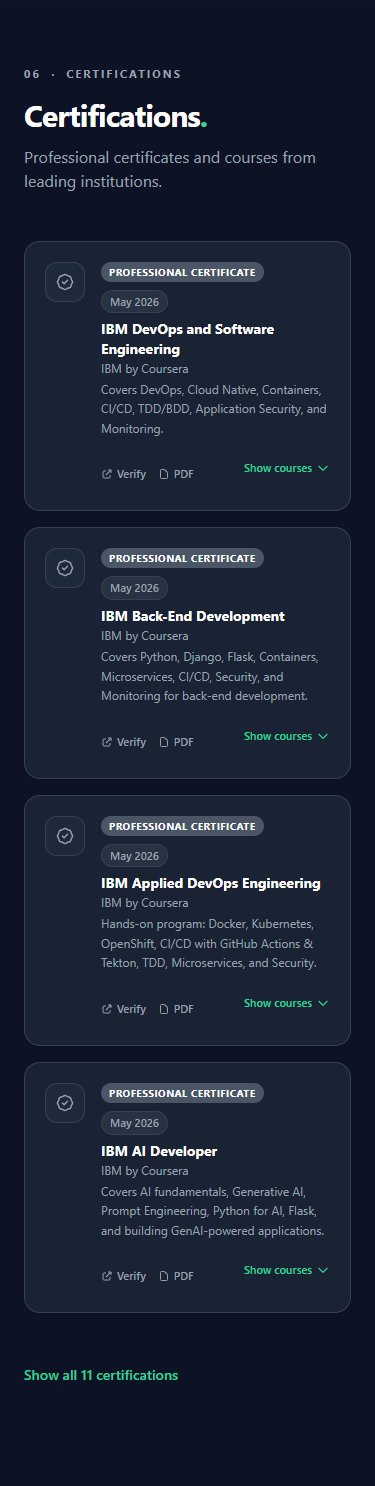 06 · CERTIFICATIONS
Certifications.
Professional certificates and courses from
leading institutions.
PROFESSIONAL CERTIFICATE
May 2026
IBM DevOps and Software
Engineering
IBM by Coursera
Covers DevOps, Cloud Native, Containers,
CI/CD, TDD/BDD, Application Security, and
Monitoring.
Verify PDF Show courses
PROFESSIONAL CERTIFICATE
May 2026
IBM Back-End Development
IBM by Coursera
Covers Python, Django, Flask, Containers,
Microservices, CI/CD, Security, and
Monitoring for back-end development.
Verify PDF Show courses
PROFESSIONAL CERTIFICATE
May 2026
IBM Applied DevOps Engineering
IBM by Coursera
Hands-on program: Docker, Kubernetes,
OpenShift, CI/CD with GitHub Actions &
Tekton, TDD, Microservices, and Security.
Verify PDF Show courses
PROFESSIONAL CERTIFICATE
May 2026
IBM AI Developer
IBM by Coursera
Covers AI fundamentals, Generative AI,
Prompt Engineering, Python for AI, Flask,
and building GenAI-powered applications.
Verify PDF Show courses
Show all 11 certifications